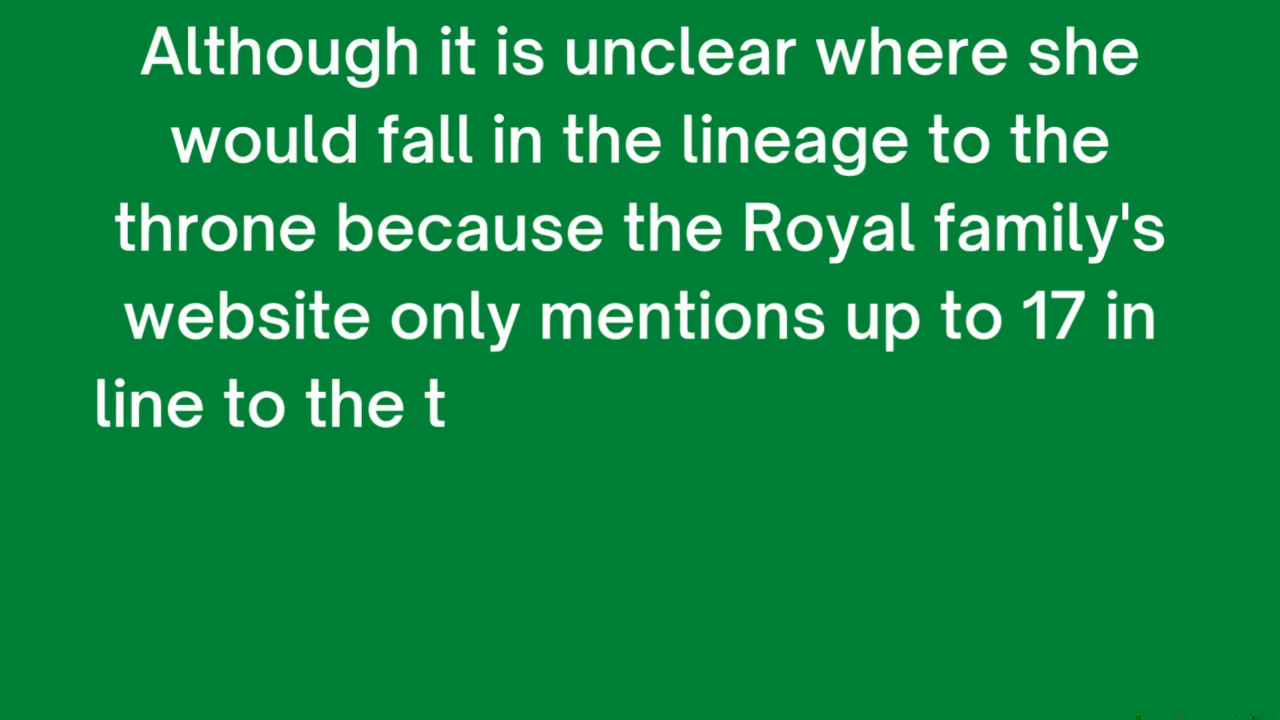 Although it is unclear where she
would fall in the lineage to the
throne because the Royal family's
website only mentions up to 17 in
line to the t